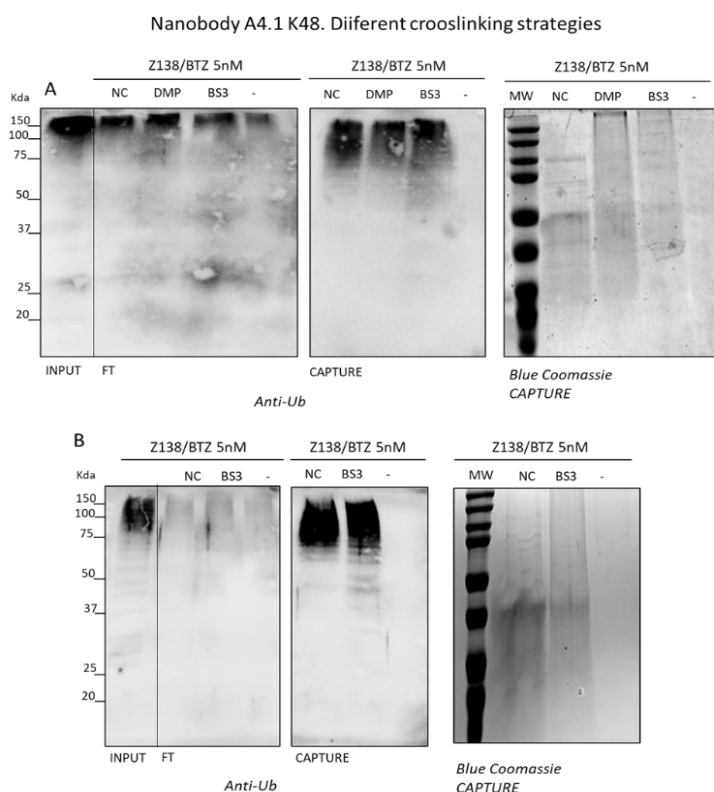 Nanobody A4.1 K48. Diiferent crooslinking strategies
Z138/BTZ 5nM
Z138/BTZ 5nM
Z138/BTZ 5nM
A
Kda
NC DMP BS3 -
NC DMP BS3 -
MW NC DMP BS3 -
150
100
75
50
37
25
20
INPUT FT
CAPTURE
Anti-Ub
Blue Coomassie
CAPTURE
B
Z138/BTZ 5nM
Z138/BTZ 5nM
Z138/BTZ 5nM
Kda
NC BS3 -
NC BS3 -
MW NC BS3 -
150
100
75
50
37
25
20
INPUT FT
CAPTURE
Anti-Ub
Blue Coomassie
CAPTURE